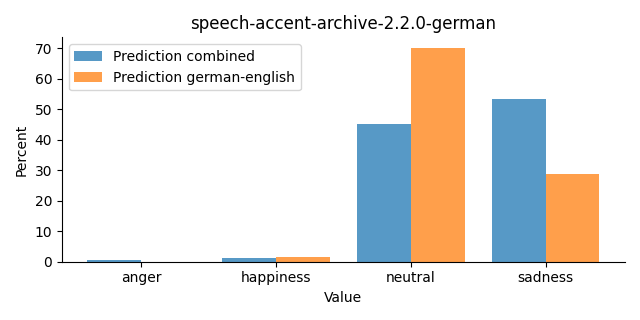 speech-accent-archive-2.2.0-german
Prediction combined
Prediction german-english
Percent
70
60
50
40
30
20
10
0
anger happiness neutral sadness
Value